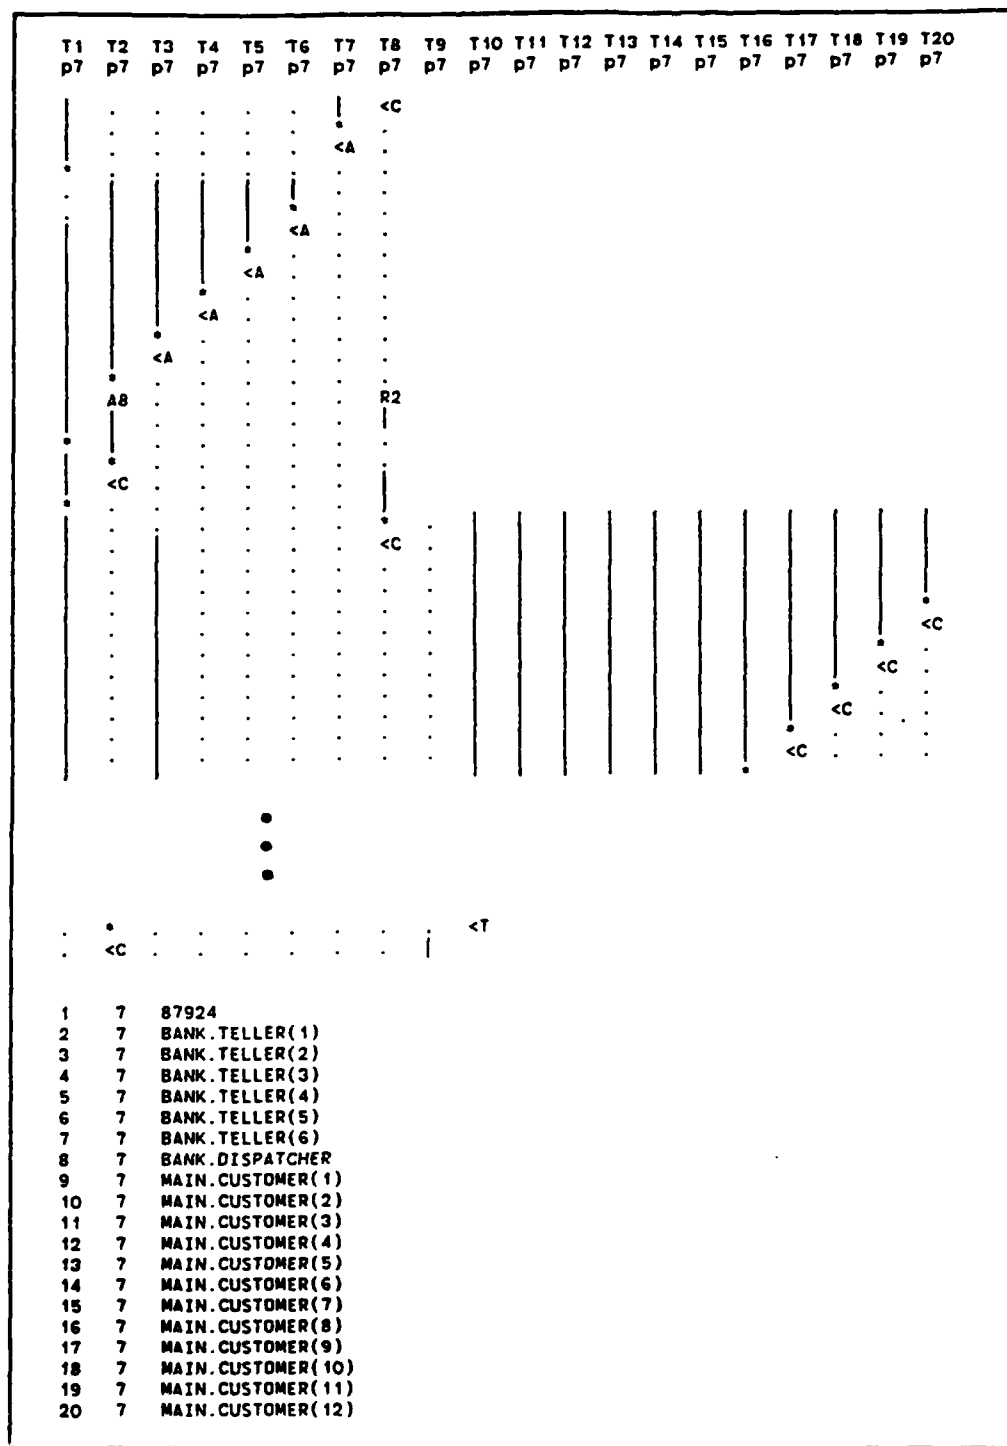 T1 T2 T3 T4 T5 T6 T7 T8 T9 T10 T11 T12 T13 T14 T15 T16 T17 T18 T19 T20
p7 p7 p7 p7 p7 p7 p7 p7 p7 p7 p7 p7 p7 p7 p7 p7 p7 p7 p7 p7
<C
<A
<A
<A
<A
<A
A8 R2
<C
<C
<C
<C
<C
<C
<T
<C
1 7 87924
2 7 BANK.TELLER(1)
3 7 BANK.TELLER(2)
4 7 BANK.TELLER(3)
5 7 BANK.TELLER(4)
6 7 BANK.TELLER(5)
7 7 BANK.TELLER(6)
8 7 BANK.DISPATCHER
9 7 MAIN.CUSTOMER(1)
10 7 MAIN.CUSTOMER(2)
11 7 MAIN.CUSTOMER(3)
12 7 MAIN.CUSTOMER(4)
13 7 MAIN.CUSTOMER(5)
14 7 MAIN.CUSTOMER(6)
15 7 MAIN.CUSTOMER(7)
16 7 MAIN.CUSTOMER(8)
17 7 MAIN.CUSTOMER(9)
18 7 MAIN.CUSTOMER(10)
19 7 MAIN.CUSTOMER(11)
20 7 MAIN.CUSTOMER(12)